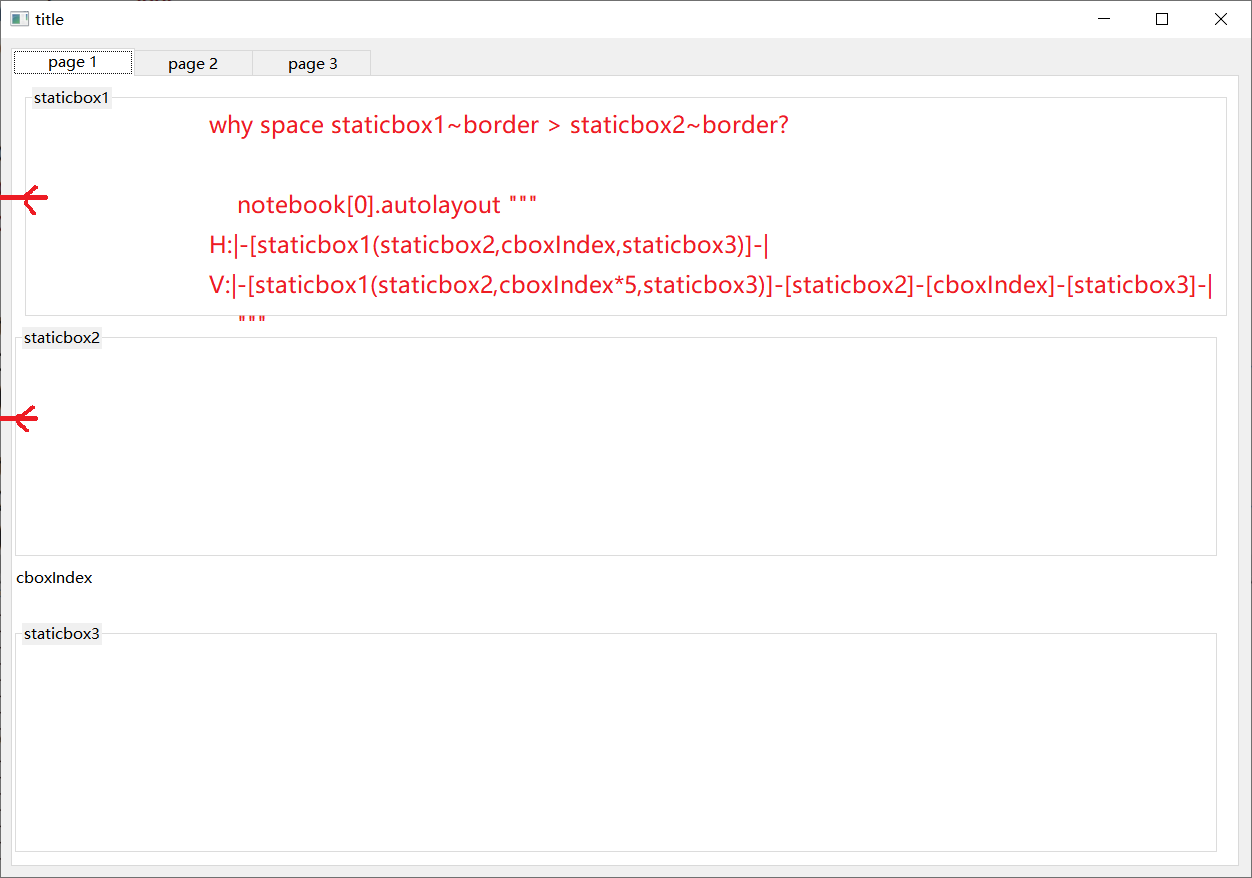 title
page 1 page 2 page 3
staticbox1
why space staticbox1~border > staticbox2~border?
notebook[0].autolayout """
H:|-[staticbox1(staticbox2,cboxIndex,staticbox3)]-|
V:|-[staticbox1(staticbox2,cboxIndex*5,staticbox3)]-[staticbox2]-[cboxIndex]-[staticbox3]-|
"""
staticbox2
cboxIndex
staticbox3